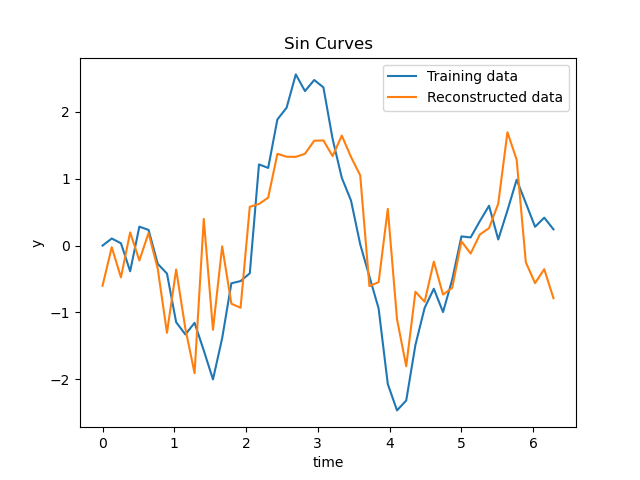 Sin Curves
Training data
Reconstructed data
y
2
1
0
−1
−2
0 1 2 3 4 5 6
time